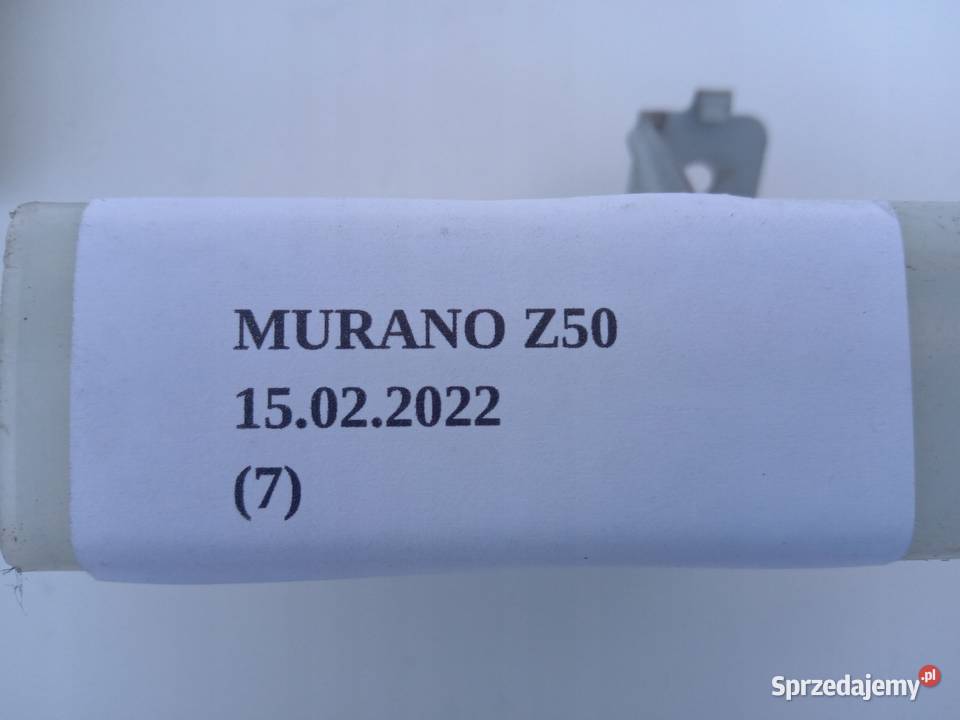 MURANO Z50
15.02.2022
(7)
Sprzedajemy.pl